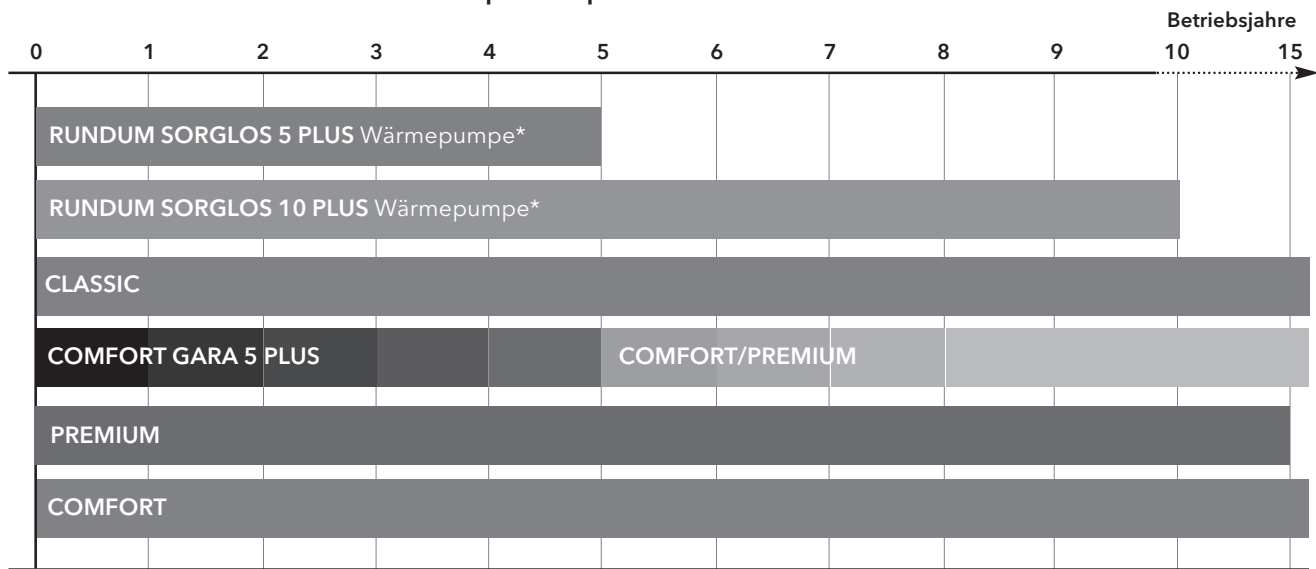 Betriebsjahre
0 1 2 3 4 5 6 7 8 9 10 15
RUNDUM SORGLOS 5 PLUS Wärmepumpe*
RUNDUM SORGLOS 10 PLUS Wärmepumpe*
CLASSIC
COMFORT GARA 5 PLUS COMFORT/PREMIUM
PREMIUM
COMFORT